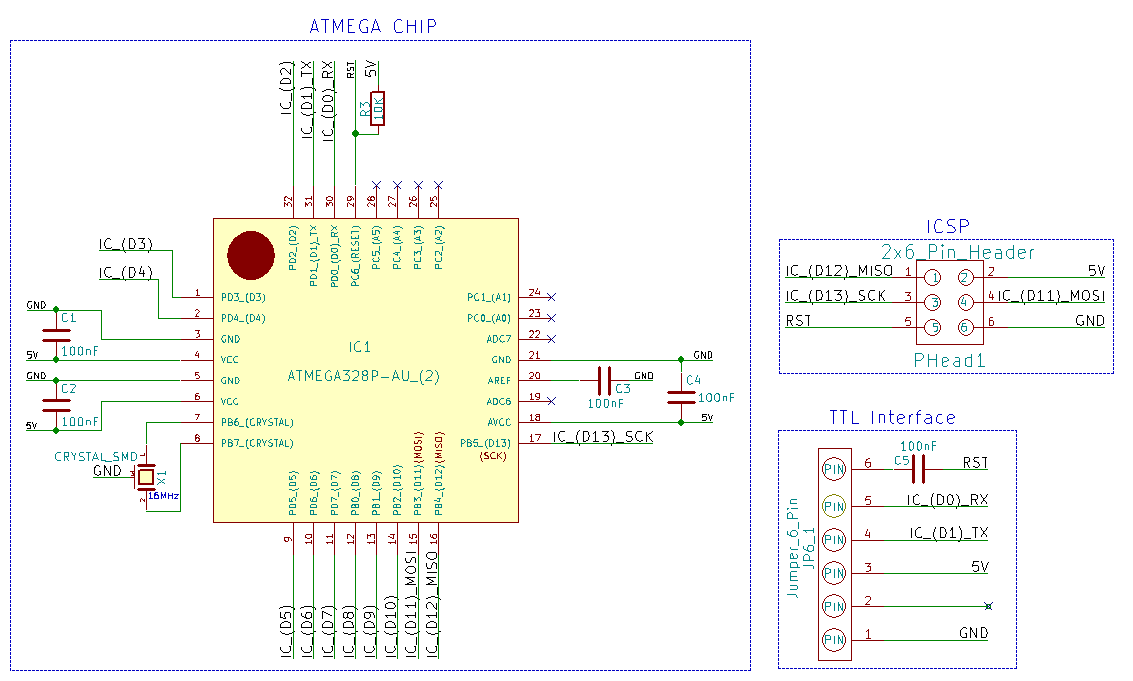 ATMEGA CHIP
IC_(D2)
IC_(D1)_TX
IC_(D0)_RX
RST
5V
R3
10K
32
31
30
29
28
27
26
25
PD2_(D2)
PD1_(D1)_TX
PD0_(D0)_RX
PC6_(RESET)
PC5_(A5)
PC4_(A4)
PC3_(A3)
PC2_(A2)
IC_(D3)
IC_(D4)
1 PD3_(D3)
2 PD4_(D4)
GND
C1
100nF
5V
3 GND
4 VCC
GND
C2
100nF
5V
5 GND
6 VCC
7 PB6_(CRYSTAL)
8 PB7_(CRYSTAL)
CRYSTAL_SMD
GND
1
3
2
X1
16MHz
IC1
ATMEGA328P-AU_(2)
PC1_(A1) 24
PC0_(A0) 23
ADC7 22
GND 21
AREF 20
ADC6 19
AVCC 18
PB5_(D13) 17
(SCK)
GND
C3
100nF
GND
C4
100nF
5V
IC_(D13)_SCK
(MOSI)
(MISO)
PD5_(D5)
PD6_(D6)
PD7_(D7)
PB0_(D8)
PB1_(D9)
PB2_(D10)
PB3_(D11)
PB4_(D12)
9
10
11
12
13
14
15
16
IC_(D5)
IC_(D6)
IC_(D7)
IC_(D8)
IC_(D9)
IC_(D10)
IC_(D11)_MOSI
IC_(D12)_MISO
ICSP
2x6_Pin_Header
IC_(D12)_MISO 1 1 2 2 5V
IC_(D13)_SCK 3 3 4 4 IC_(D11)_MOSI
RST 5 5 6 6 GND
PHead1
TTL Interface
100nF
C5
PIN 6 RST
PIN 5 IC_(D0)_RX
PIN 4 IC_(D1)_TX
PIN 3 5V
PIN 2
PIN 1 GND
Jumper_6_Pin
JP6_1